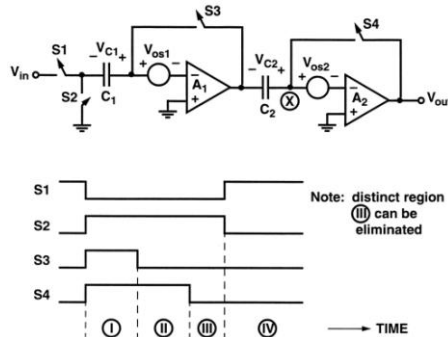 S3
S4
S1
−VC1+
Vos1
−VC2+
Vos2
Vin
+ −
−
A1
+
+ −
−
A2
+
S2
C1
C2
X
Vout
S1
S2
S3
S4
Note: distinct region
III can be
eliminated
I II III IV
TIME